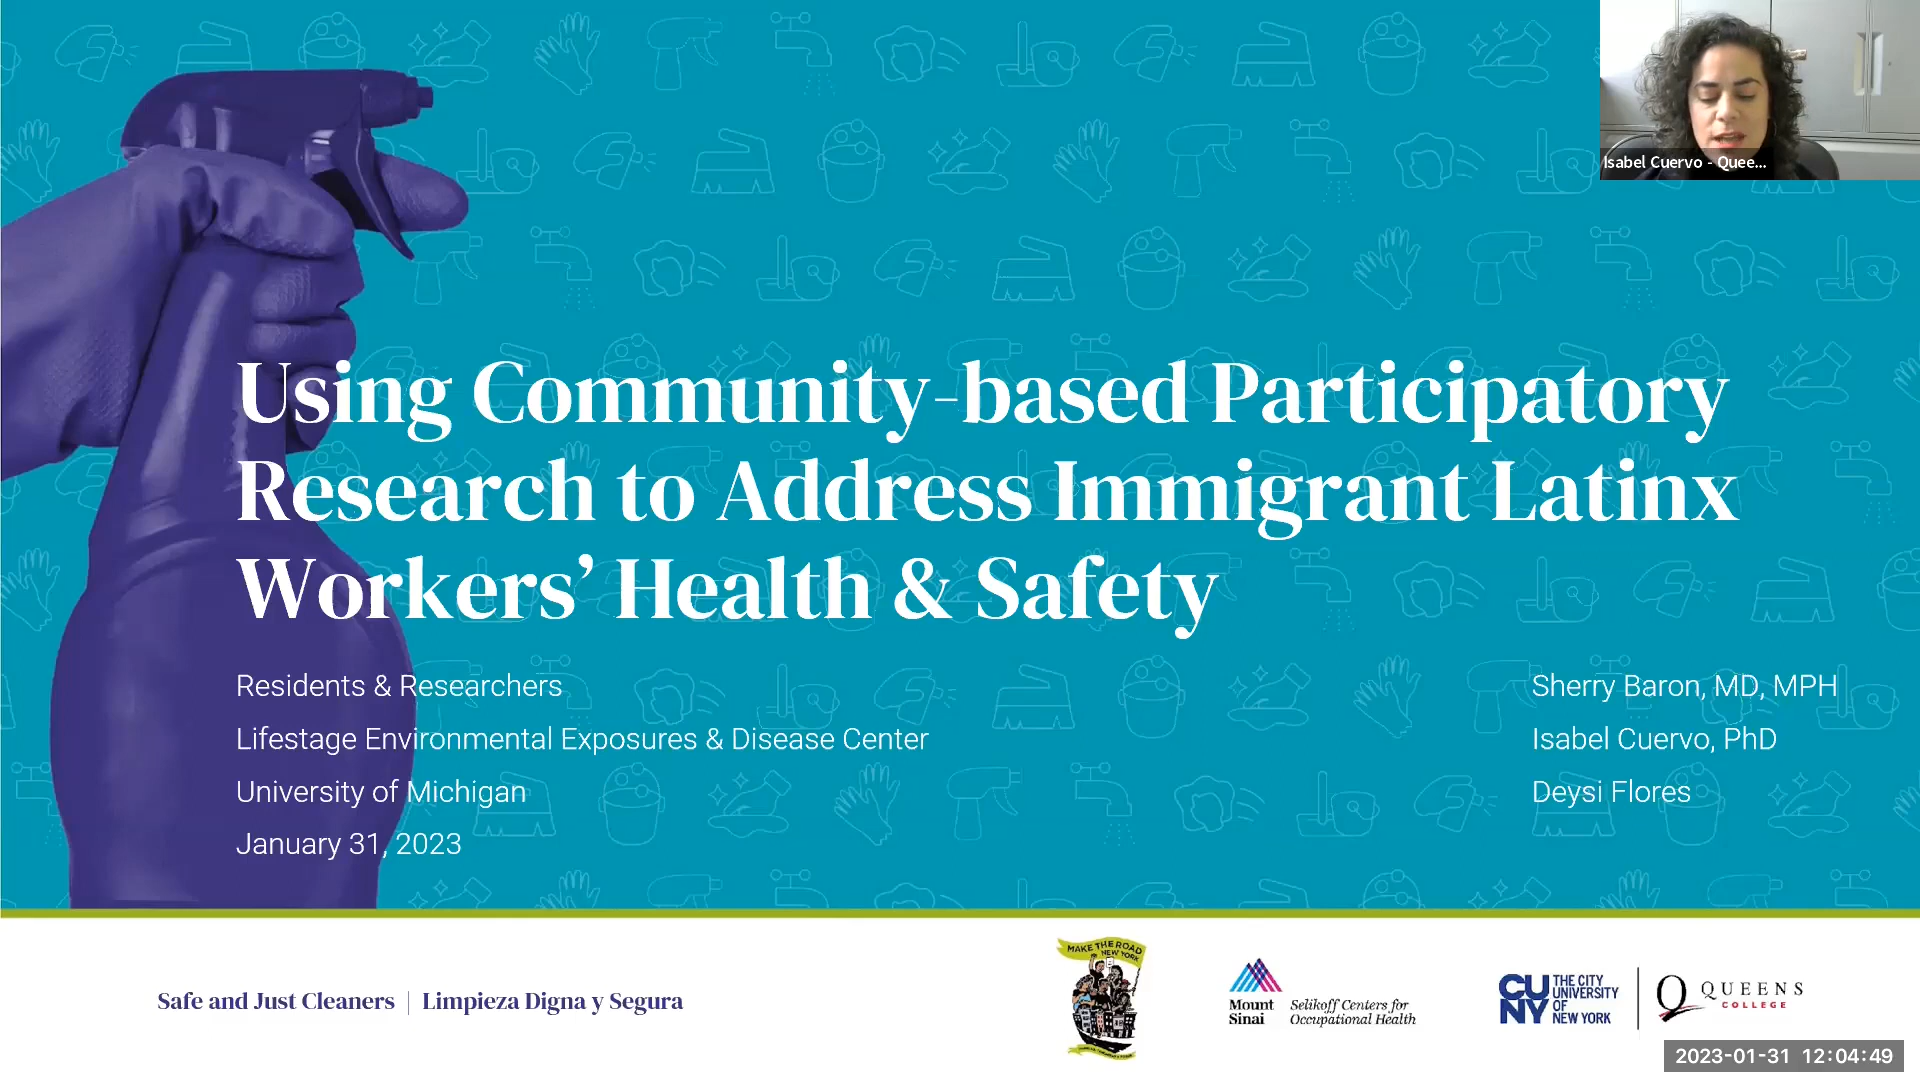 Isabel Cuervo - Quee...
Using Community-based Participatory
Research to Address Immigrant Latinx
Workers’ Health & Safety
Residents & Researchers
Lifestage Environmental Exposures & Disease Center
University of Michigan
January 31, 2023
Sherry Baron, MD, MPH
Isabel Cuervo, PhD
Deysi Flores
Safe and Just Cleaners | Limpieza Digna y Segura
MAKE THE ROAD
NEW YORK
Mount
Sinai
Selikoff Centers for
Occupational Health
CU
NY
THE CITY
UNIVERSITY
OF
NEW YORK
QUEENS
COLLEGE
2023-01-31 12:04:49